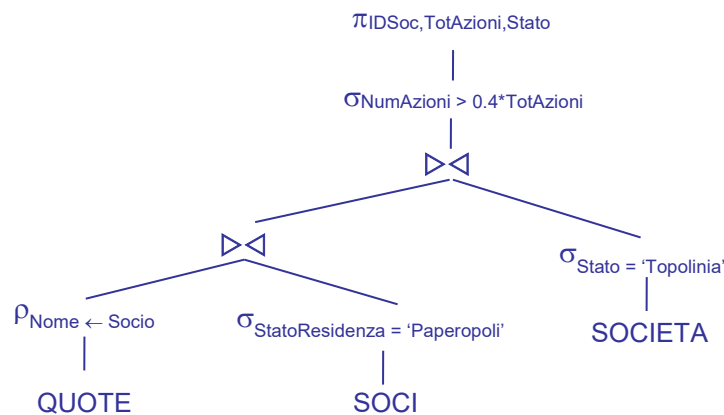 πIDSoc,TotAzioni,Stato
σNumAzioni > 0.4*TotAzioni
▷◁
▷◁
σStato = ‘Topolinia’
ρNome ← Socio
σStatoResidenza = ‘Paperopoli’
SOCIETA
QUOTE
SOCI